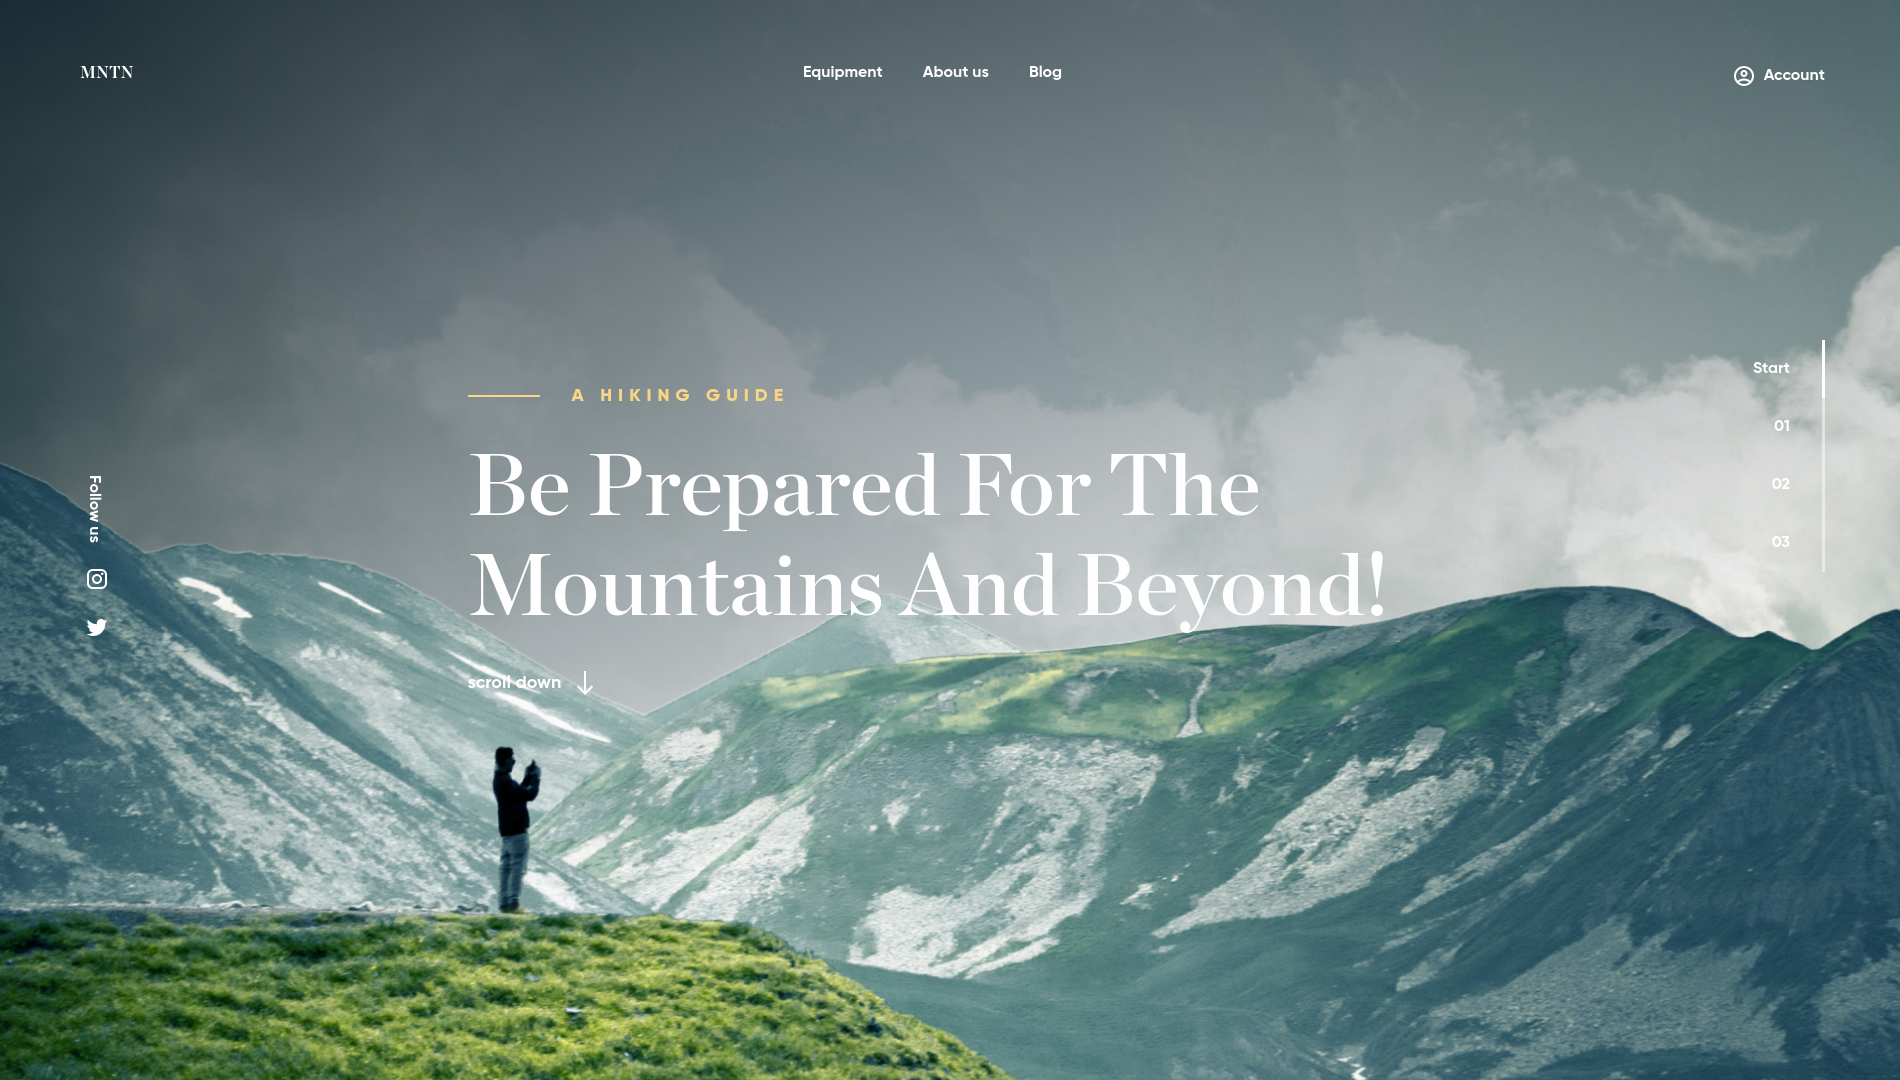 MNTN
Equipment
About us
Blog
Account
A HIKING GUIDE
Be Prepared For The
Mountains And Beyond!
scroll down
Follow us
Start
01
02
03